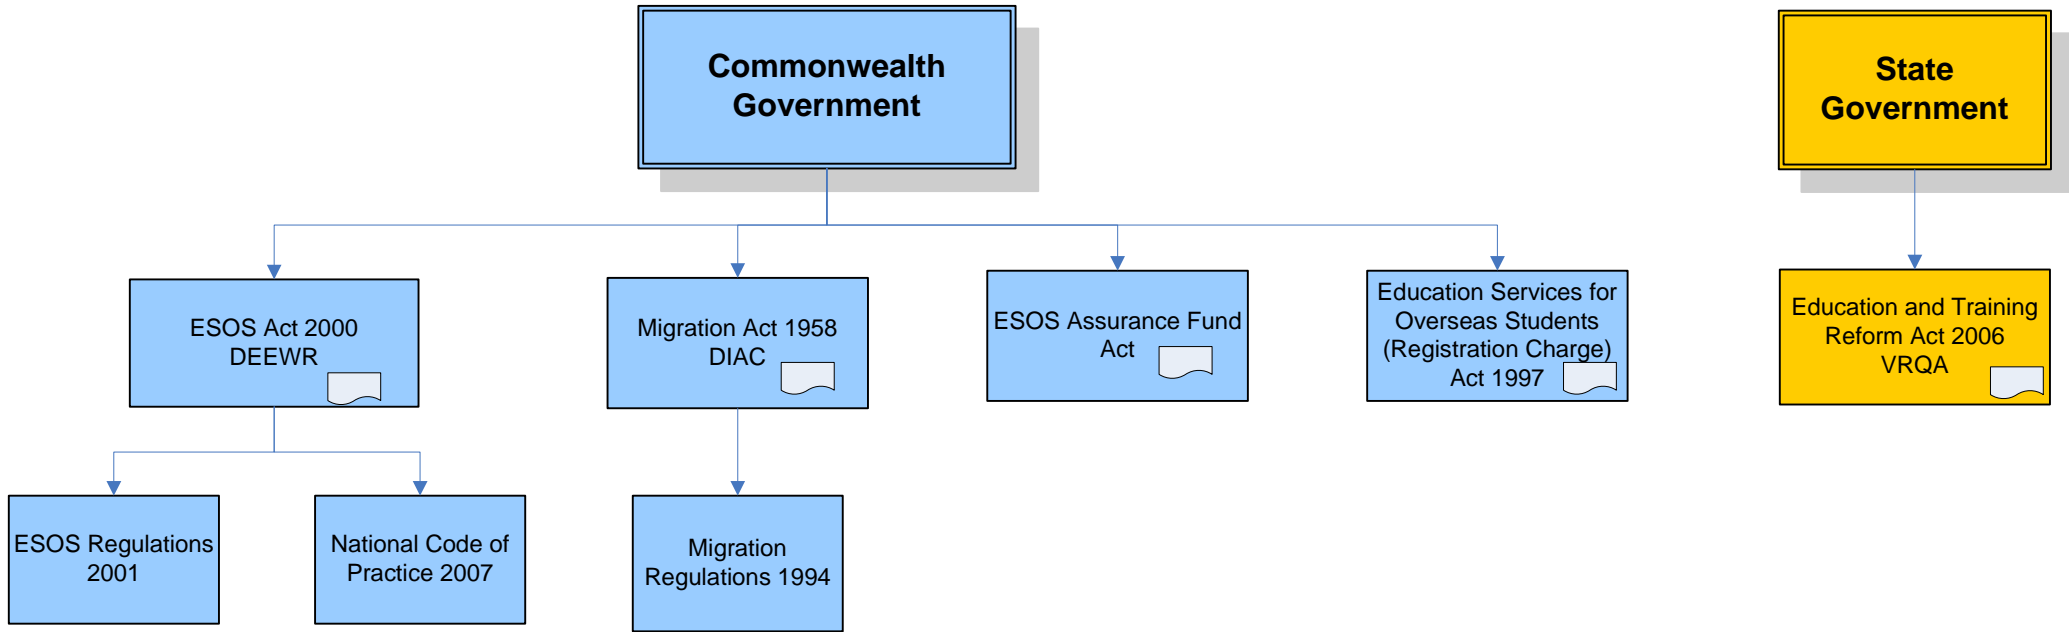 Commonwealth
Government
State
Government
ESOS Act 2000
DEEWR
Migration Act 1958
DIAC
ESOS Assurance Fund
Act
Education Services for
Overseas Students
(Registration Charge)
Act 1997
Education and Training
Reform Act 2006
VRQA
ESOS Regulations
2001
National Code of
Practice 2007
Migration
Regulations 1994